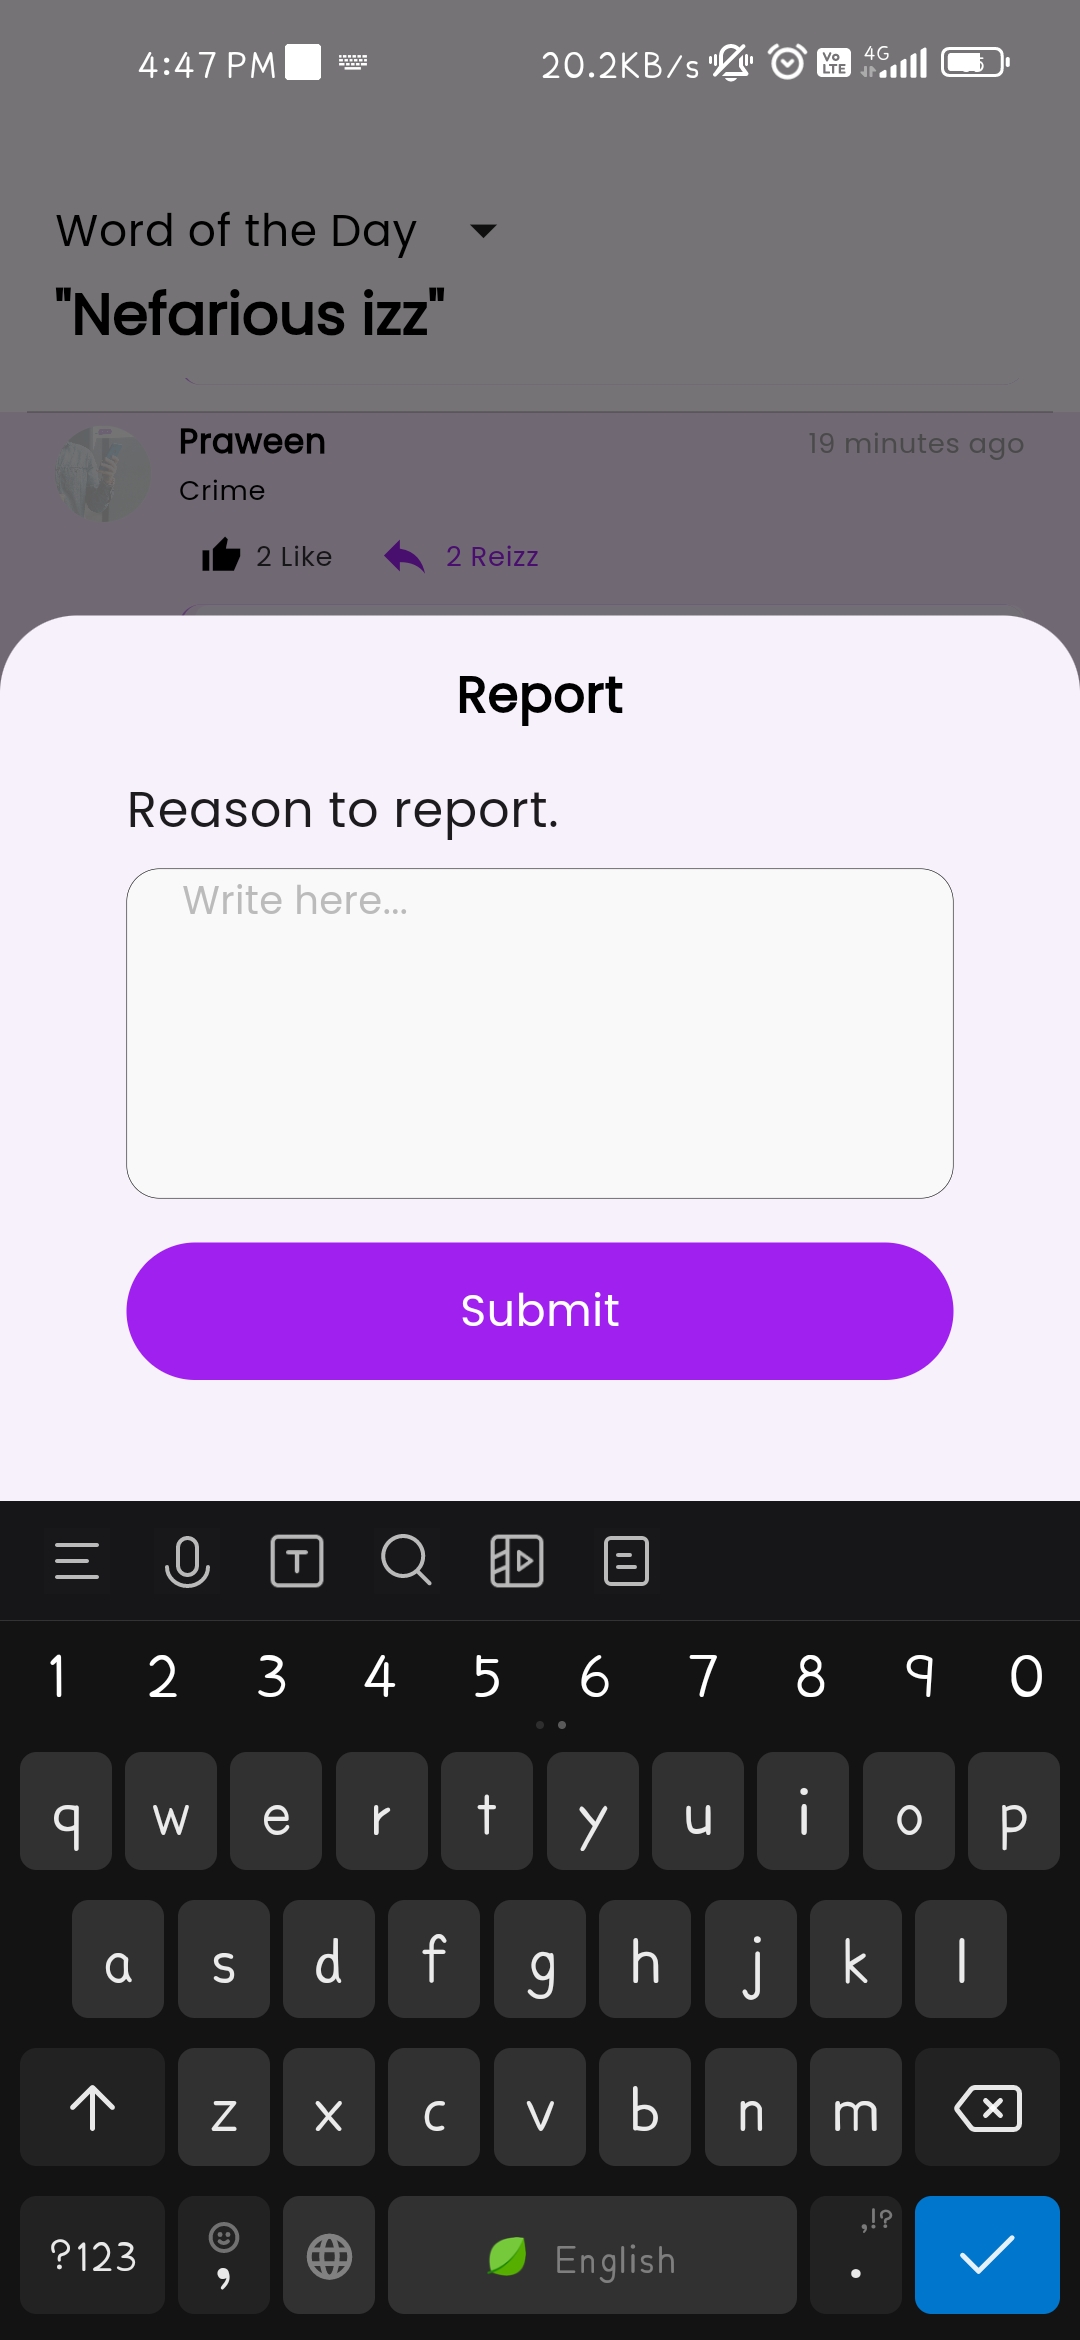 4:47 PM 20.2KB/s Vo LTE 4G
Word of the Day
"Nefarious izz"
Praween 19 minutes ago
Crime
2 Like 2 Reizz
Report
Reason to report.
Write here...
Submit
T
1 2 3 4 5 6 7 8 9 0
q w e r t y u i o p
a s d f g h j k l
z x c v b n m
?123 , English . ,!?